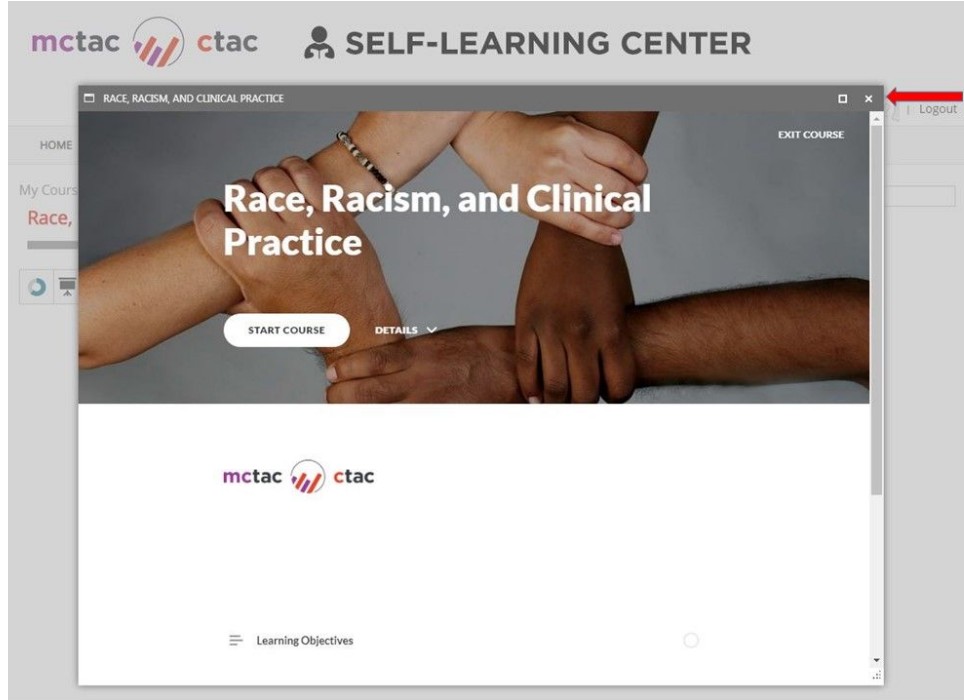 mctac ctac SELF-LEARNING CENTER
RACE, RACISM, AND CLINICAL PRACTICE
Logout
EXIT COURSE
HOME
My Cours
Race,
Race, Racism, and Clinical
Practice
START COURSE DETAILS
mctac ctac
Learning Objectives